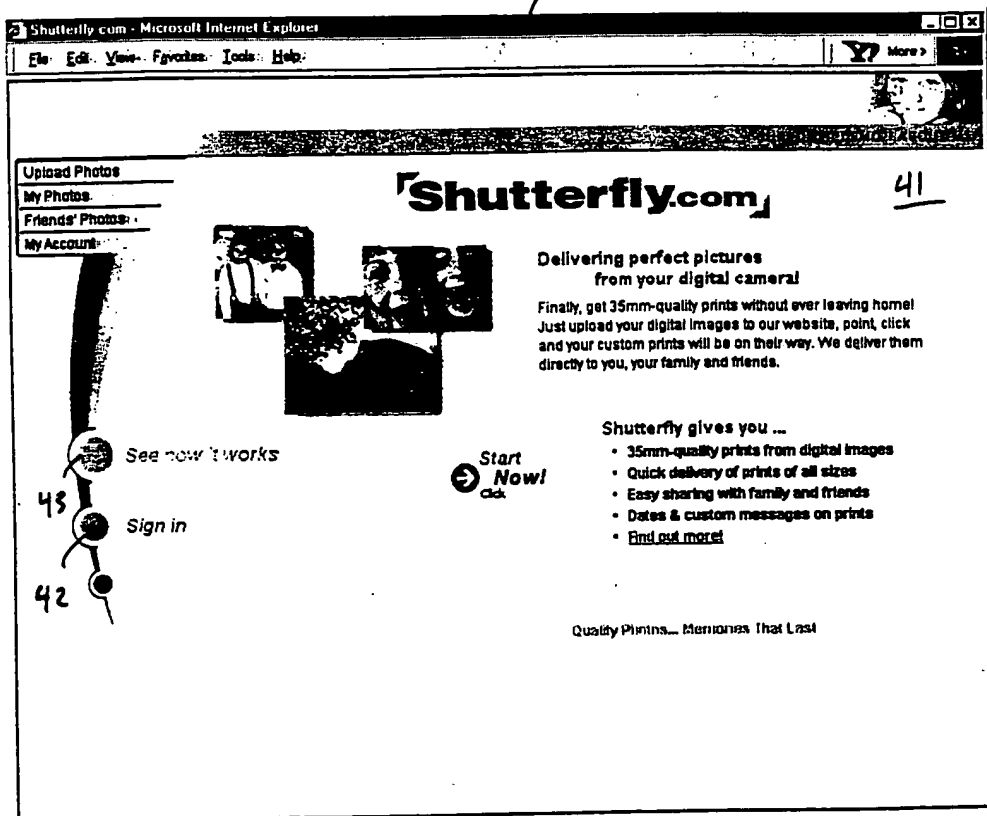 Shutterfly com - Microsoft Internet Explorer
File Edit View Favorites Tools Help
Y? More >
Upload Photos
My Photos
Friends' Photos
My Account
Shutterfly.com
41
Delivering perfect pictures
from your digital camera!
Finally, get 35mm-quality prints without ever leaving home!
Just upload your digital images to our website, point, click
and your custom prints will be on their way. We deliver them
directly to you, your family and friends.
See how it works
43
Sign in
42
Start
Now!
Click
Shutterfly gives you ...
• 35mm-quality prints from digital images
• Quick delivery of prints of all sizes
• Easy sharing with family and friends
• Dates & custom messages on prints
• Find out more!
Quality Photos... Memories That Last